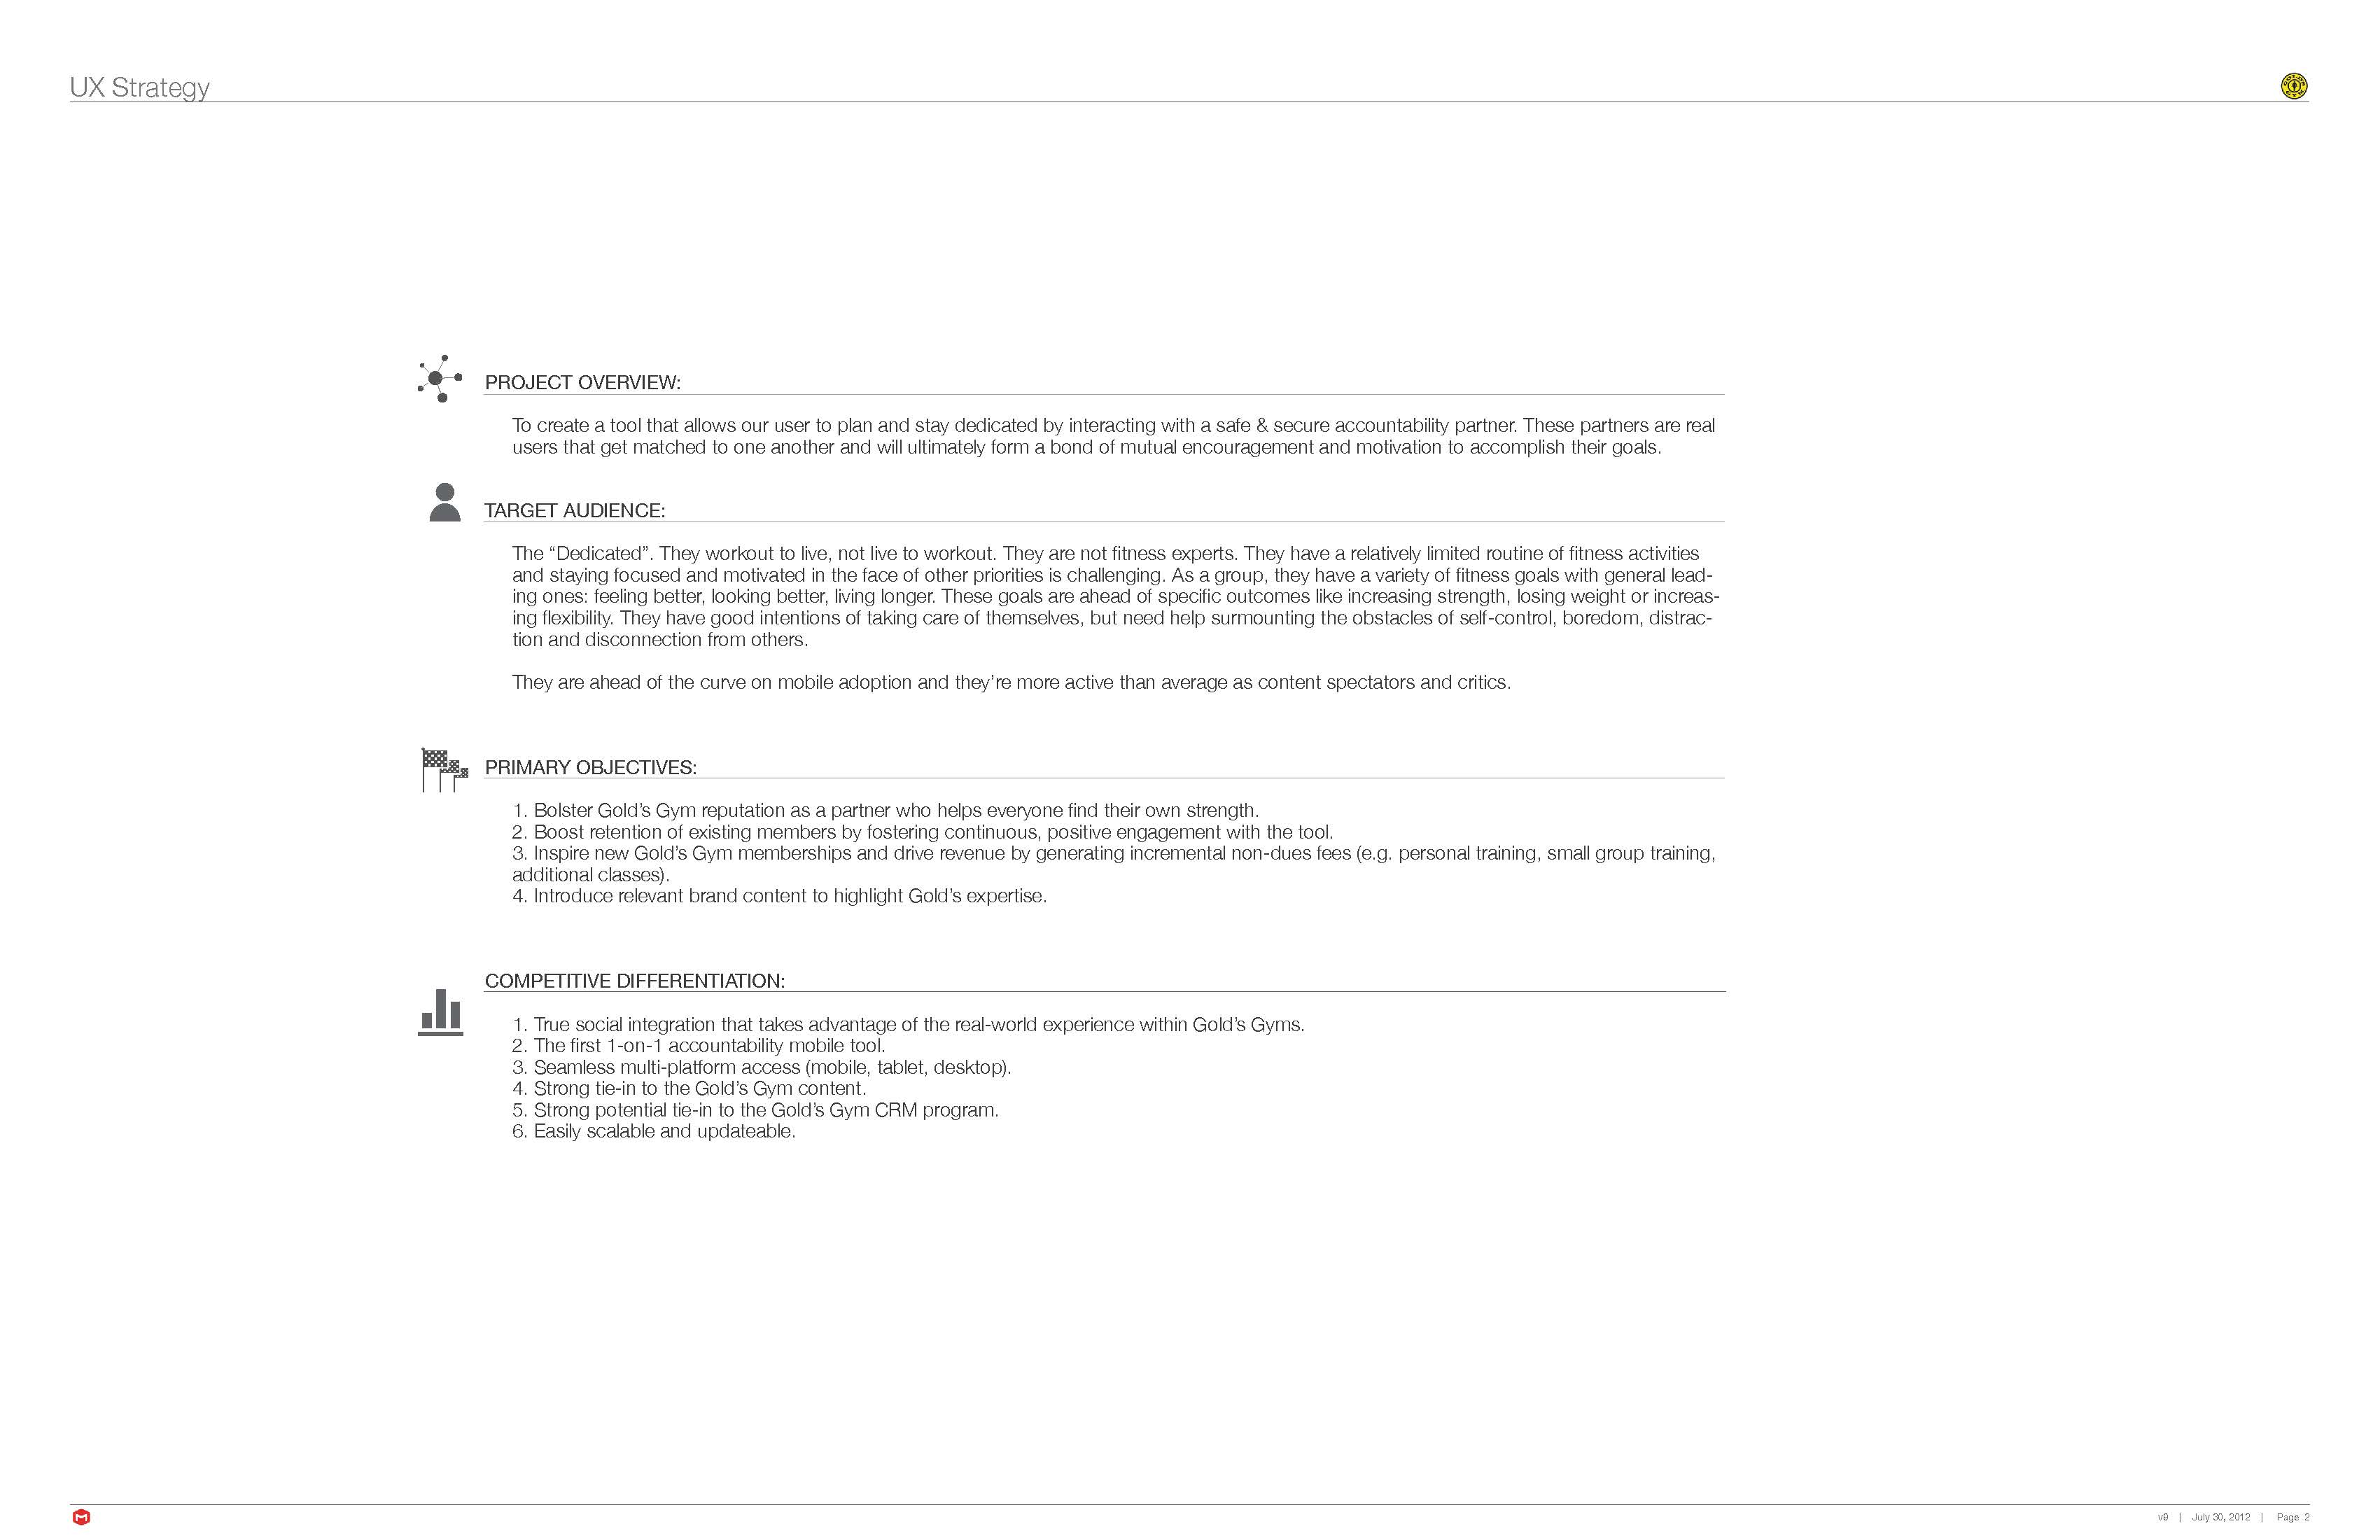 UX Strategy
PROJECT OVERVIEW:
To create a tool that allows our user to plan and stay dedicated by interacting with a safe & secure accountability partner. These partners are real
users that get matched to one another and will ultimately form a bond of mutual encouragement and motivation to accomplish their goals.
TARGET AUDIENCE:
The “Dedicated”. They workout to live, not live to workout. They are not fitness experts. They have a relatively limited routine of fitness activities
and staying focused and motivated in the face of other priorities is challenging. As a group, they have a variety of fitness goals with general lead-
ing ones: feeling better, looking better, living longer. These goals are ahead of specific outcomes like increasing strength, losing weight or increas-
ing flexibility. They have good intentions of taking care of themselves, but need help surmounting the obstacles of self-control, boredom, distrac-
tion and disconnection from others.
They are ahead of the curve on mobile adoption and they’re more active than average as content spectators and critics.
PRIMARY OBJECTIVES:
1. Bolster Gold’s Gym reputation as a partner who helps everyone find their own strength.
2. Boost retention of existing members by fostering continuous, positive engagement with the tool.
3. Inspire new Gold’s Gym memberships and drive revenue by generating incremental non-dues fees (e.g. personal training, small group training,
additional classes).
4. Introduce relevant brand content to highlight Gold’s expertise.
COMPETITIVE DIFFERENTIATION:
1. True social integration that takes advantage of the real-world experience within Gold’s Gyms.
2. The first 1-on-1 accountability mobile tool.
3. Seamless multi-platform access (mobile, tablet, desktop).
4. Strong tie-in to the Gold’s Gym content.
5. Strong potential tie-in to the Gold’s Gym CRM program.
6. Easily scalable and updateable.
v9 | July 30, 2012 | Page 2